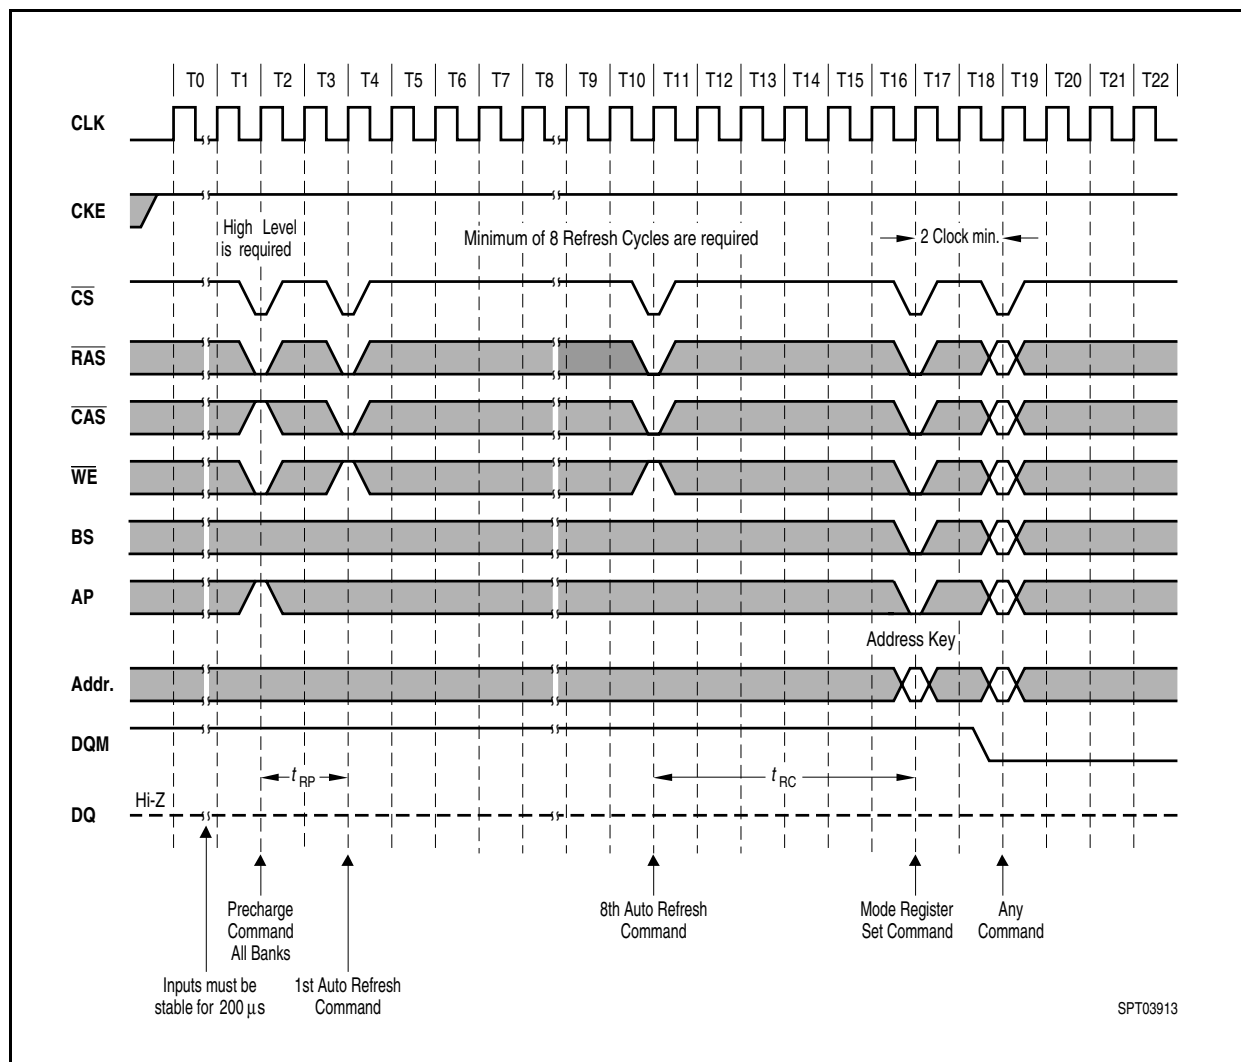 T0 T1 T2 T3 T4 T5 T6 T7 T8 T9 T10 T11 T12 T13 T14 T15 T16 T17 T18 T19 T20 T21 T22
CLK
CKE
High Level
is required
Minimum of 8 Refresh Cycles are required
2 Clock min.
CS
RAS
CAS
WE
BS
AP
Address Key
Addr.
DQM
t RP
t RC
Hi-Z
DQ
Precharge
Command
All Banks
8th Auto Refresh
Command
Mode Register
Set Command
Any
Command
Inputs must be
stable for 200 µs
1st Auto Refresh
Command
SPT03913